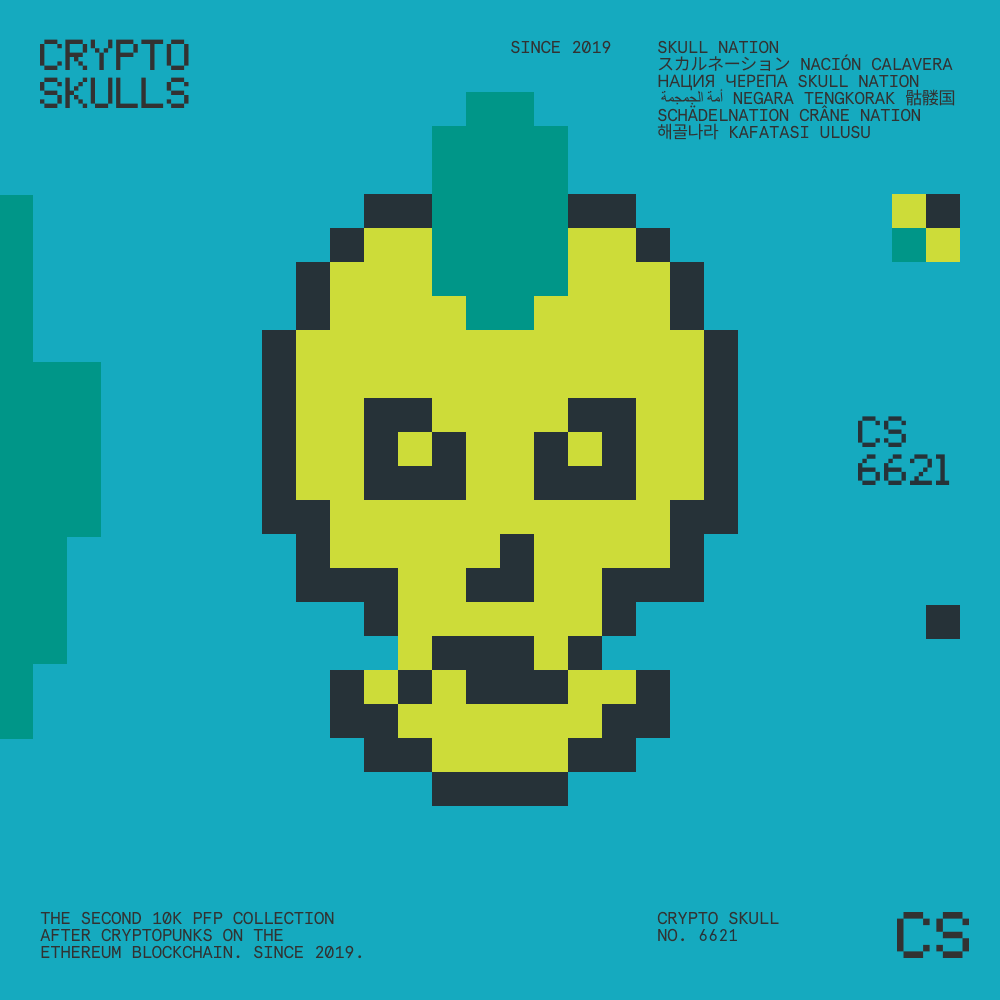 CRYPTO
SKULLS
SINCE 2019
SKULL NATION
スカルネーション NACIÓN CALAVERA
НАЦИЯ ЧЕРЕПА SKULL NATION
أمة الجمجمة NEGARA TENGKORAK 骷髅国
SCHÄDELNATION CRÂNE NATION
해골나라 KAFATASI ULUSU
CS
6621
THE SECOND 10K PFP COLLECTION
AFTER CRYPTOPUNKS ON THE
ETHEREUM BLOCKCHAIN. SINCE 2019.
CRYPTO SKULL
NO. 6621
CS